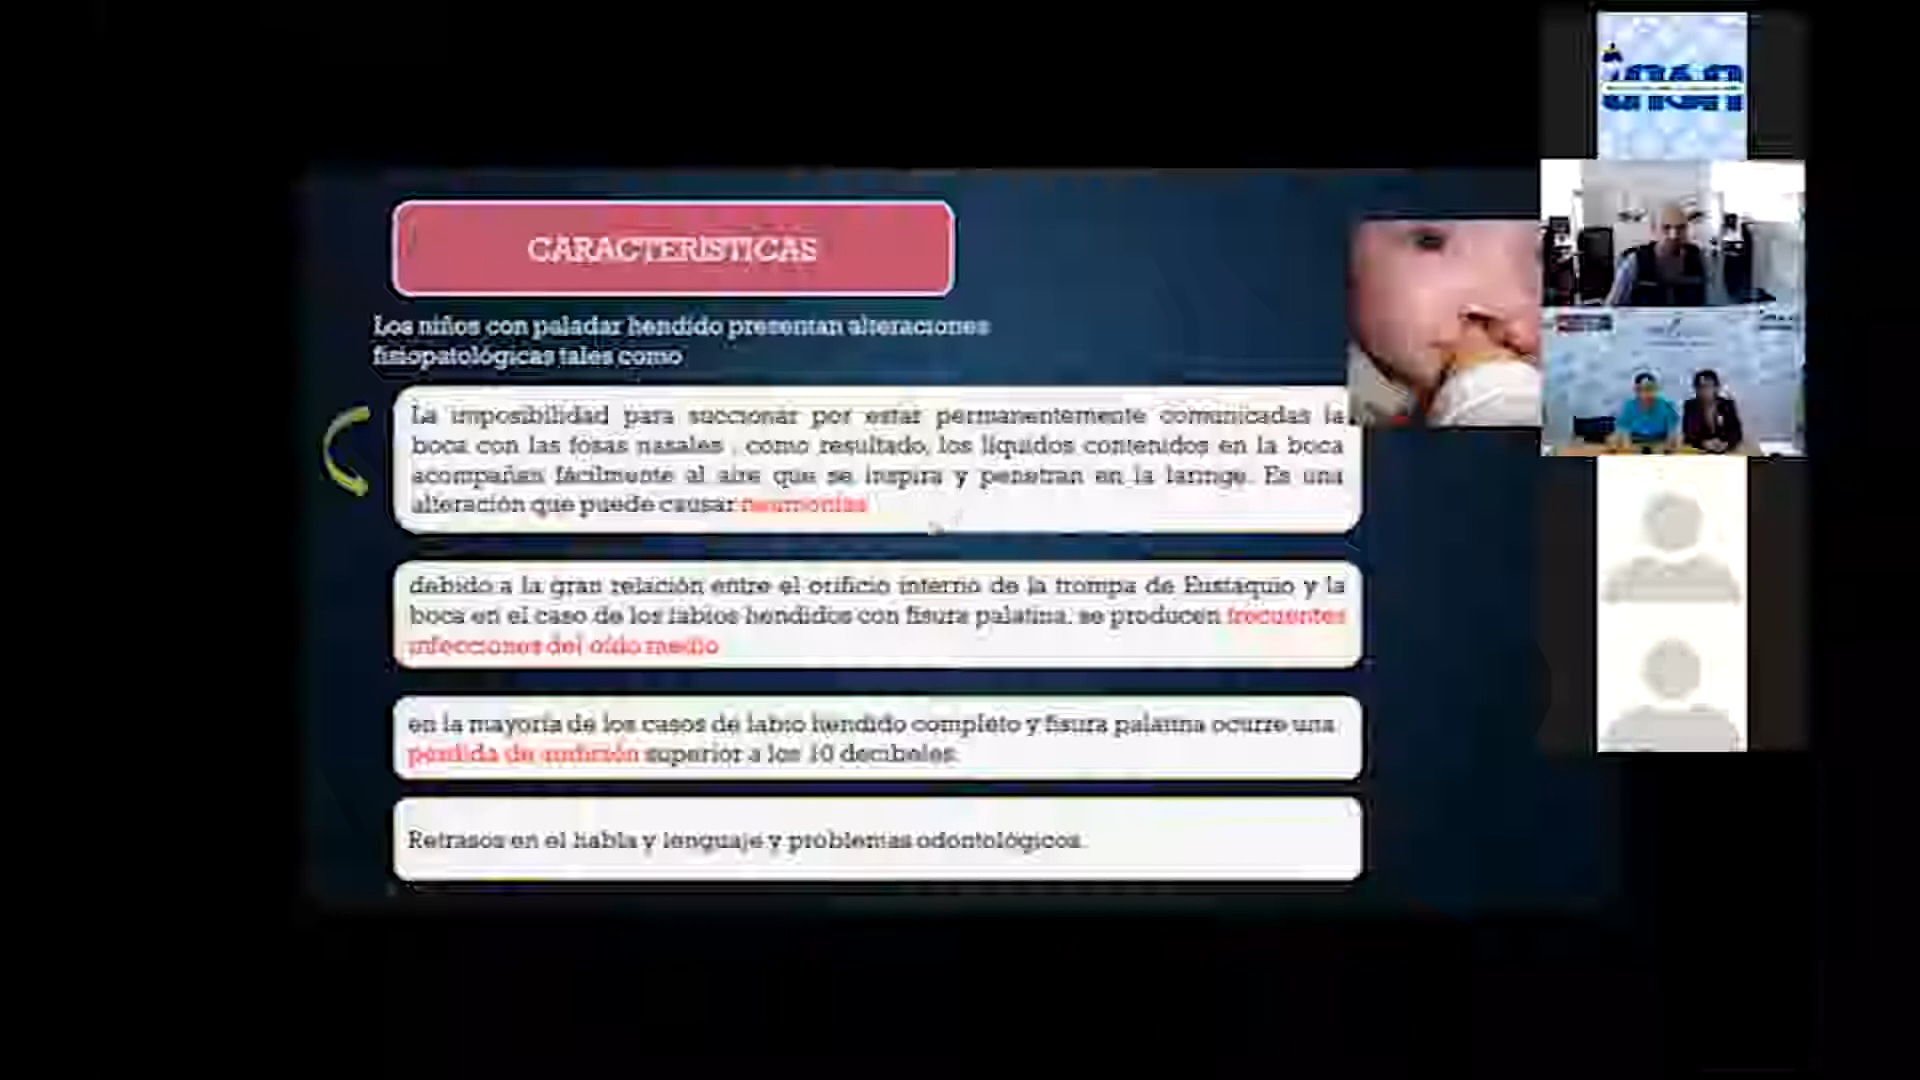 CARACTERÍSTICAS
Los niños con paladar hendido presentan alteraciones
fisiopatológicas tales como
La imposibilidad para succionar por estar permanentemente comunicadas la
boca con las fosas nasales , como resultado, los líquidos contenidos en la boca
acompañan fácilmente al aire que se inspira y penetran en la laringe. Es una
alteración que puede causar neumonías
debido a la gran relación entre el orificio interno de la trompa de Eustaquio y la
boca en el caso de los labios hendidos con fisura palatina, se producen frecuentes
infecciones del oído medio
en la mayoría de los casos de labio hendido completo y fisura palatina ocurre una
pérdida de audición superior a los 10 decibeles.
Retrasos en el habla y lenguaje y problemas odontológicos.